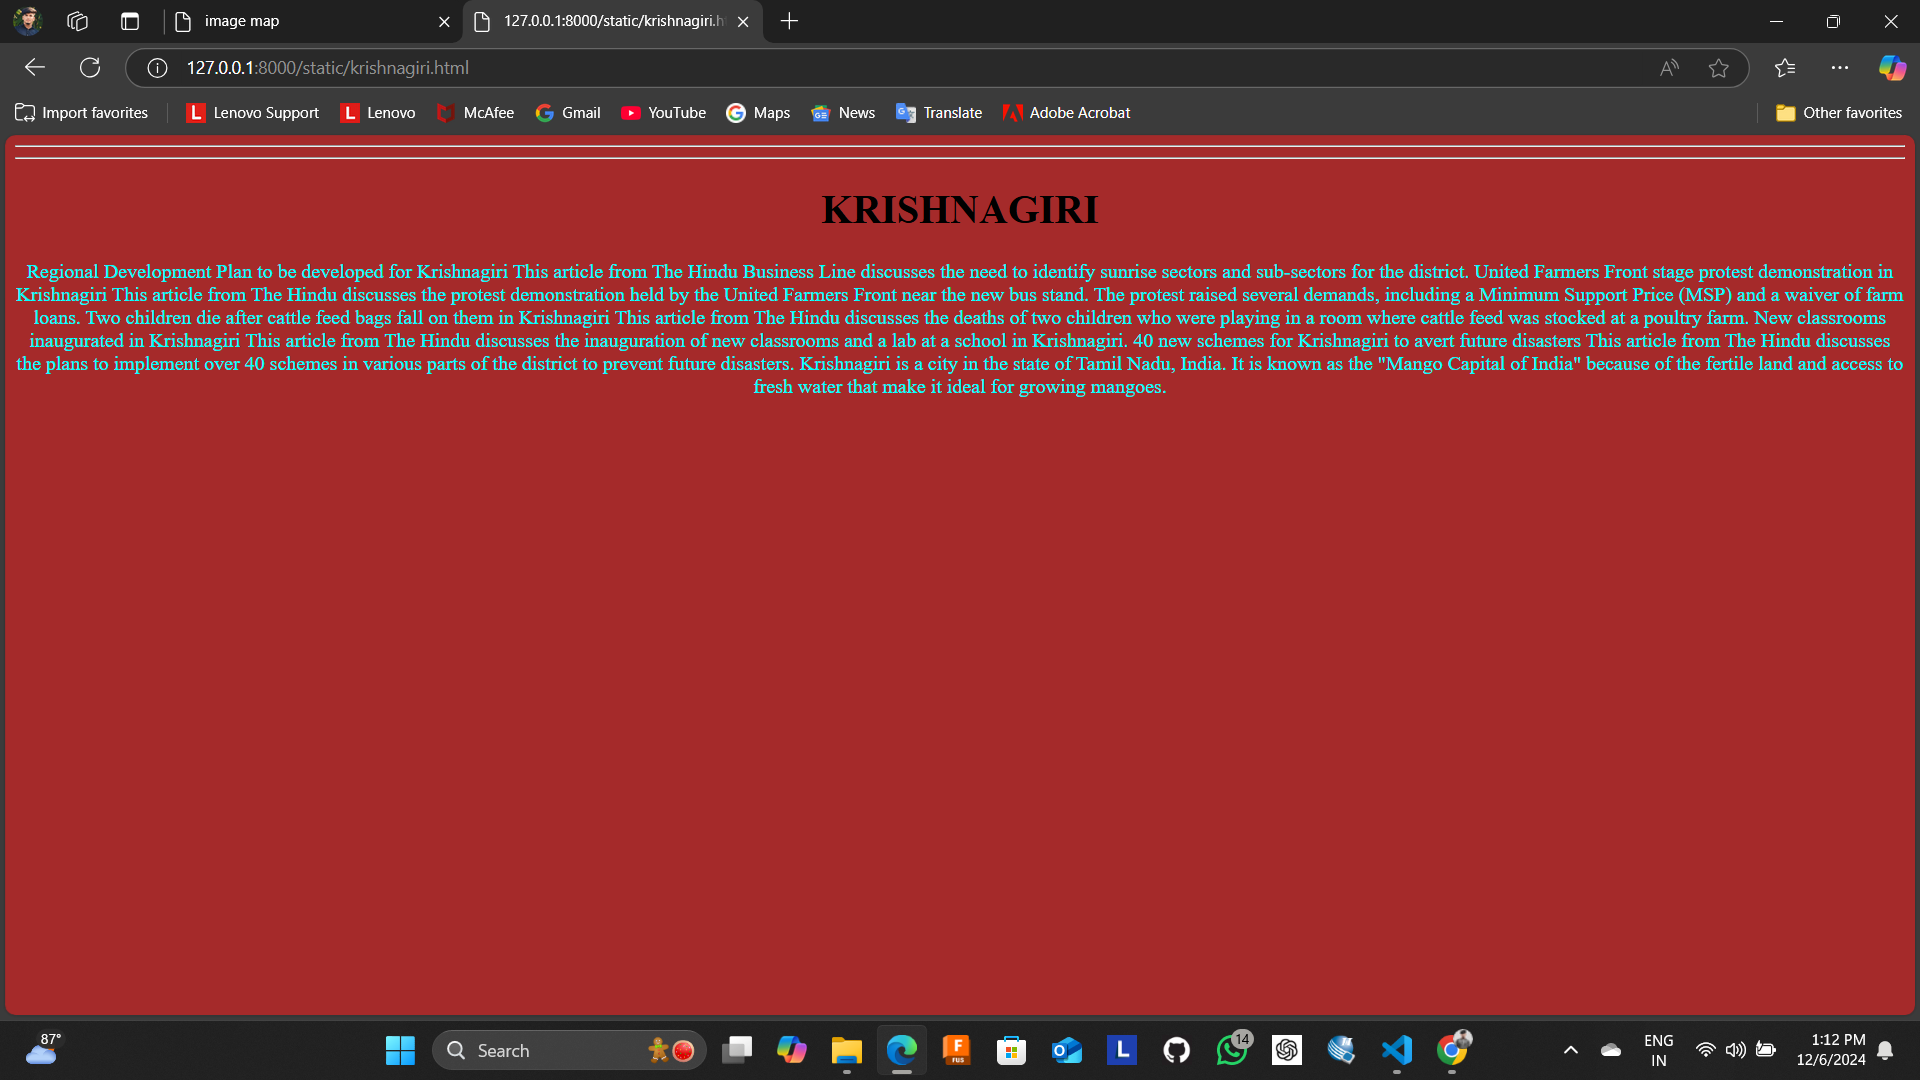 image map
127.0.0.1:8000/static/krishnagiri.h
127.0.0.1:8000/static/krishnagiri.html
Import favorites
Lenovo Support
Lenovo
McAfee
Gmail
YouTube
Maps
News
Translate
Adobe Acrobat
Other favorites
KRISHNAGIRI
Regional Development Plan to be developed for Krishnagiri This article from The Hindu Business Line discusses the need to identify sunrise sectors and sub-sectors for the district. United Farmers Front stage protest demonstration in
Krishnagiri This article from The Hindu discusses the protest demonstration held by the United Farmers Front near the new bus stand. The protest raised several demands, including a Minimum Support Price (MSP) and a waiver of farm
loans. Two children die after cattle feed bags fall on them in Krishnagiri This article from The Hindu discusses the deaths of two children who were playing in a room where cattle feed was stocked at a poultry farm. New classrooms
inaugurated in Krishnagiri This article from The Hindu discusses the inauguration of new classrooms and a lab at a school in Krishnagiri. 40 new schemes for Krishnagiri to avert future disasters This article from The Hindu discusses
the plans to implement over 40 schemes in various parts of the district to prevent future disasters. Krishnagiri is a city in the state of Tamil Nadu, India. It is known as the "Mango Capital of India" because of the fertile land and access to
fresh water that make it ideal for growing mangoes.
87°
Search
14
ENG
IN
1:12 PM
12/6/2024